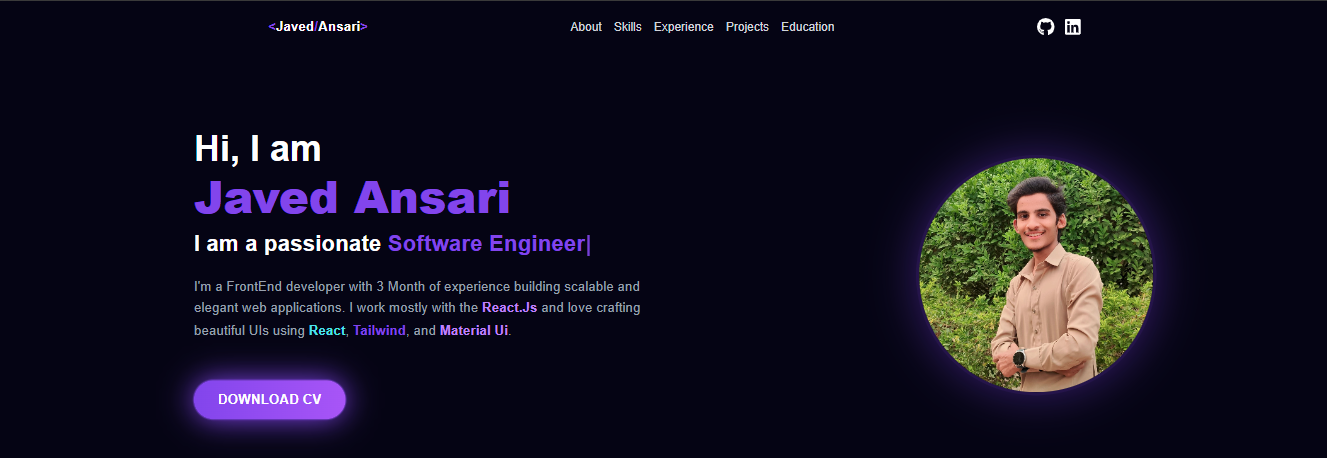 <Javed/Ansari>
About Skills Experience Projects Education
Hi, I am
Javed Ansari
I am a passionate Software Engineer|
I'm a FrontEnd developer with 3 Month of experience building scalable and
elegant web applications. I work mostly with the React.Js and love crafting
beautiful UIs using React, Tailwind, and Material Ui.
DOWNLOAD CV